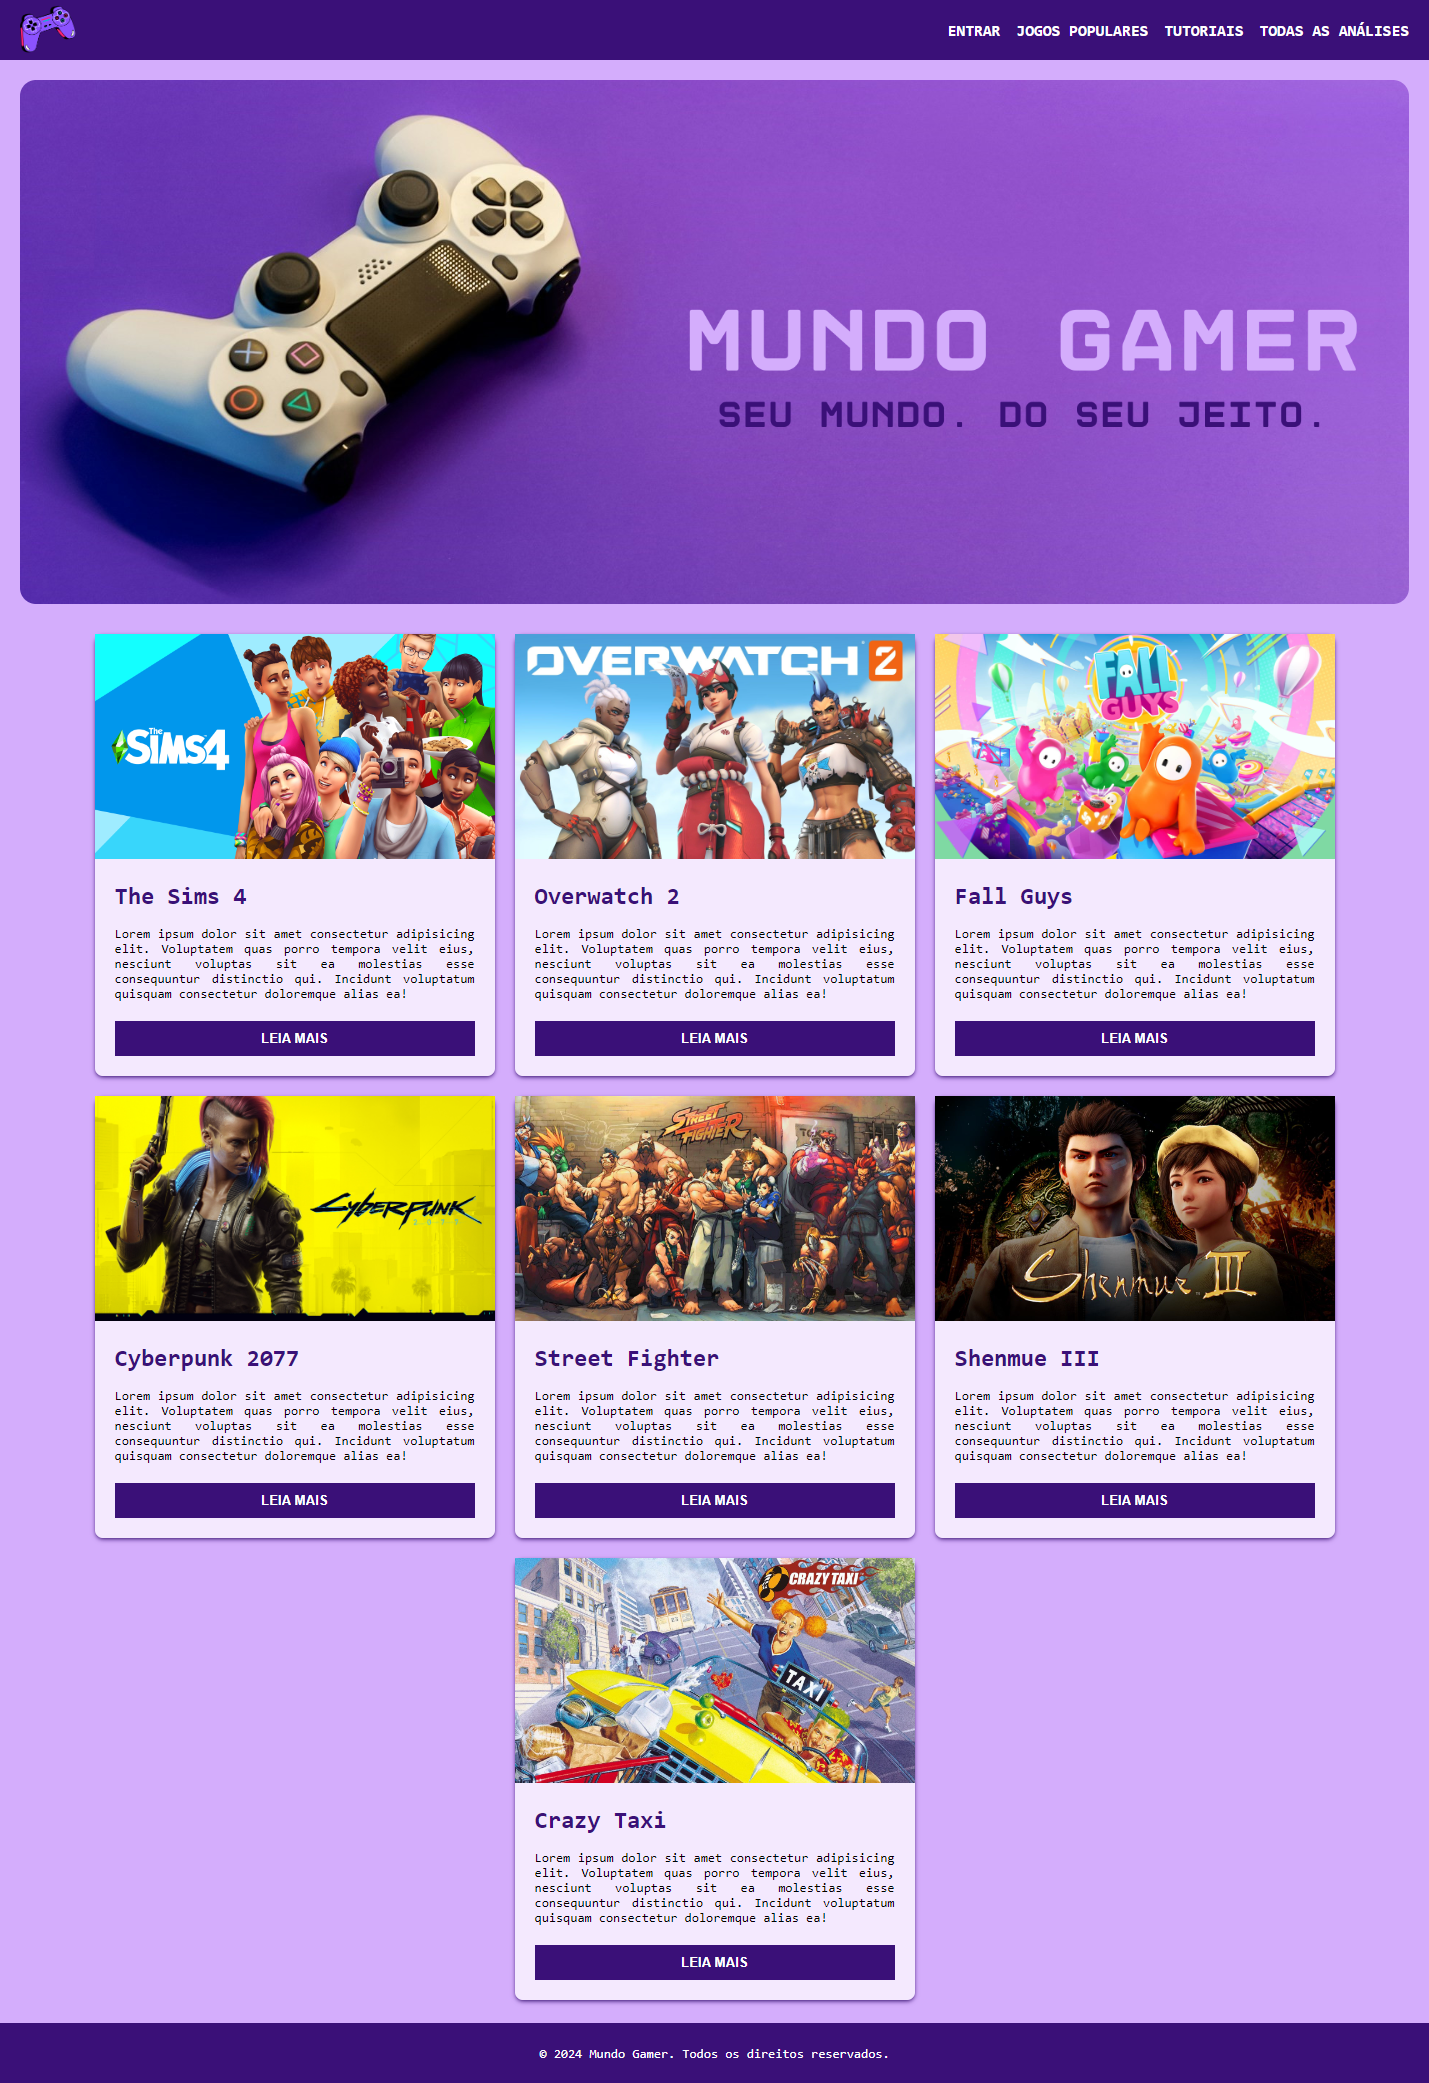 ENTRAR JOGOS POPULARES TUTORIAIS TODAS AS ANÁLISES
MUNDO GAMER
SEU MUNDO. DO SEU JEITO.
The
SIMS4
OVERWATCH 2
FALL
GUYS
The Sims 4
Overwatch 2
Fall Guys
Lorem ipsum dolor sit amet consectetur adipisicing
elit. Voluptatem quas porro tempora velit eius,
nesciunt voluptas sit ea molestias esse
consequuntur distinctio qui. Incidunt voluptatum
quisquam consectetur doloremque alias ea!
Lorem ipsum dolor sit amet consectetur adipisicing
elit. Voluptatem quas porro tempora velit eius,
nesciunt voluptas sit ea molestias esse
consequuntur distinctio qui. Incidunt voluptatum
quisquam consectetur doloremque alias ea!
Lorem ipsum dolor sit amet consectetur adipisicing
elit. Voluptatem quas porro tempora velit eius,
nesciunt voluptas sit ea molestias esse
consequuntur distinctio qui. Incidunt voluptatum
quisquam consectetur doloremque alias ea!
LEIA MAIS
LEIA MAIS
LEIA MAIS
CYBERPUNK
2077
STREET
FIGHTER
Shenmue III
Cyberpunk 2077
Street Fighter
Shenmue III
Lorem ipsum dolor sit amet consectetur adipisicing
elit. Voluptatem quas porro tempora velit eius,
nesciunt voluptas sit ea molestias esse
consequuntur distinctio qui. Incidunt voluptatum
quisquam consectetur doloremque alias ea!
Lorem ipsum dolor sit amet consectetur adipisicing
elit. Voluptatem quas porro tempora velit eius,
nesciunt voluptas sit ea molestias esse
consequuntur distinctio qui. Incidunt voluptatum
quisquam consectetur doloremque alias ea!
Lorem ipsum dolor sit amet consectetur adipisicing
elit. Voluptatem quas porro tempora velit eius,
nesciunt voluptas sit ea molestias esse
consequuntur distinctio qui. Incidunt voluptatum
quisquam consectetur doloremque alias ea!
LEIA MAIS
LEIA MAIS
LEIA MAIS
CRAZY TAXI
TAXI
Crazy Taxi
Lorem ipsum dolor sit amet consectetur adipisicing
elit. Voluptatem quas porro tempora velit eius,
nesciunt voluptas sit ea molestias esse
consequuntur distinctio qui. Incidunt voluptatum
quisquam consectetur doloremque alias ea!
LEIA MAIS
© 2024 Mundo Gamer. Todos os direitos reservados.